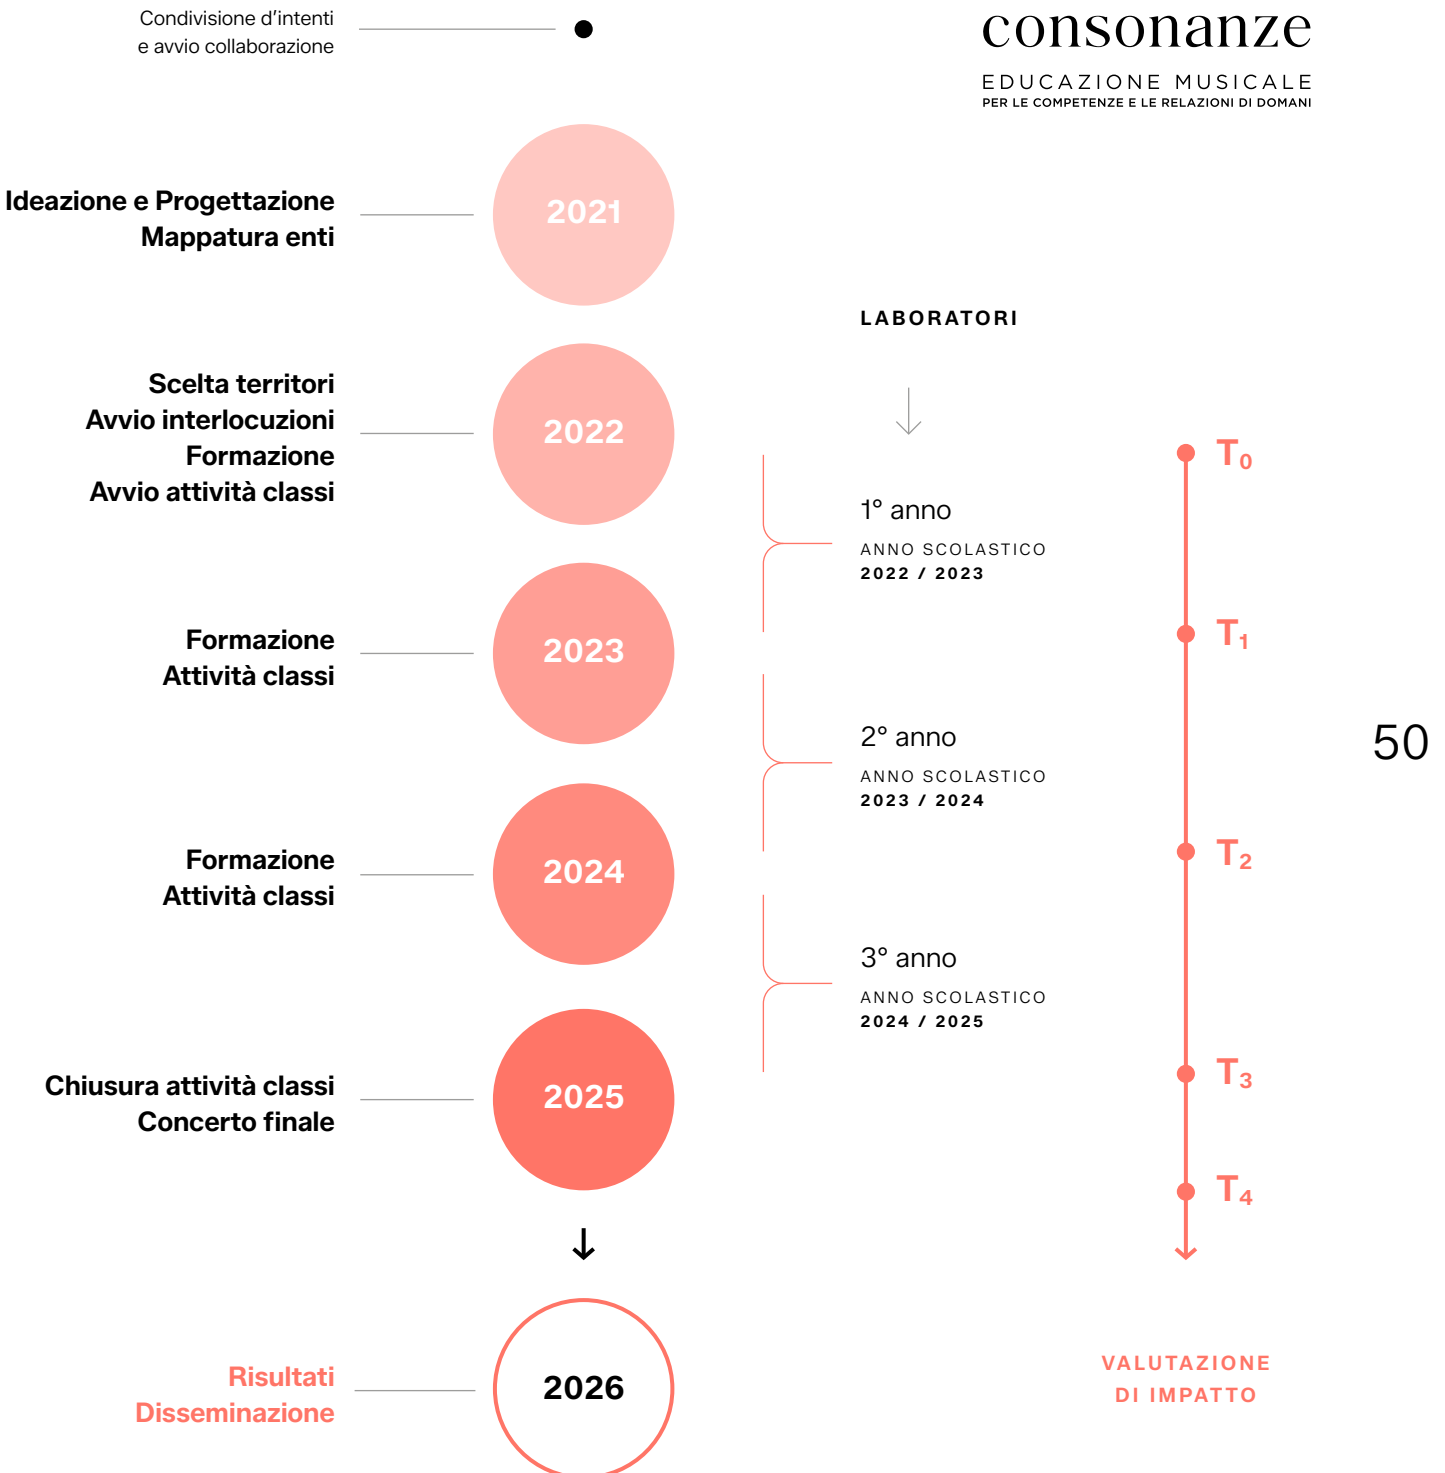 Condivisione d’intenti
e avvio collaborazione
consonanze
EDUCAZIONE MUSICALE
PER LE COMPETENZE E LE RELAZIONI DI DOMANI
Ideazione e Progettazione
Mappatura enti
2021
Scelta territori
Avvio interlocuzioni
Formazione
Avvio attività classi
2022
Formazione
Attività classi
2023
Formazione
Attività classi
2024
Chiusura attività classi
Concerto finale
2025
Risultati
Disseminazione
2026
LABORATORI
1° anno
ANNO SCOLASTICO
2022 / 2023
2° anno
ANNO SCOLASTICO
2023 / 2024
3° anno
ANNO SCOLASTICO
2024 / 2025
T₀
T₁
T₂
T₃
T₄
VALUTAZIONE
DI IMPATTO
50